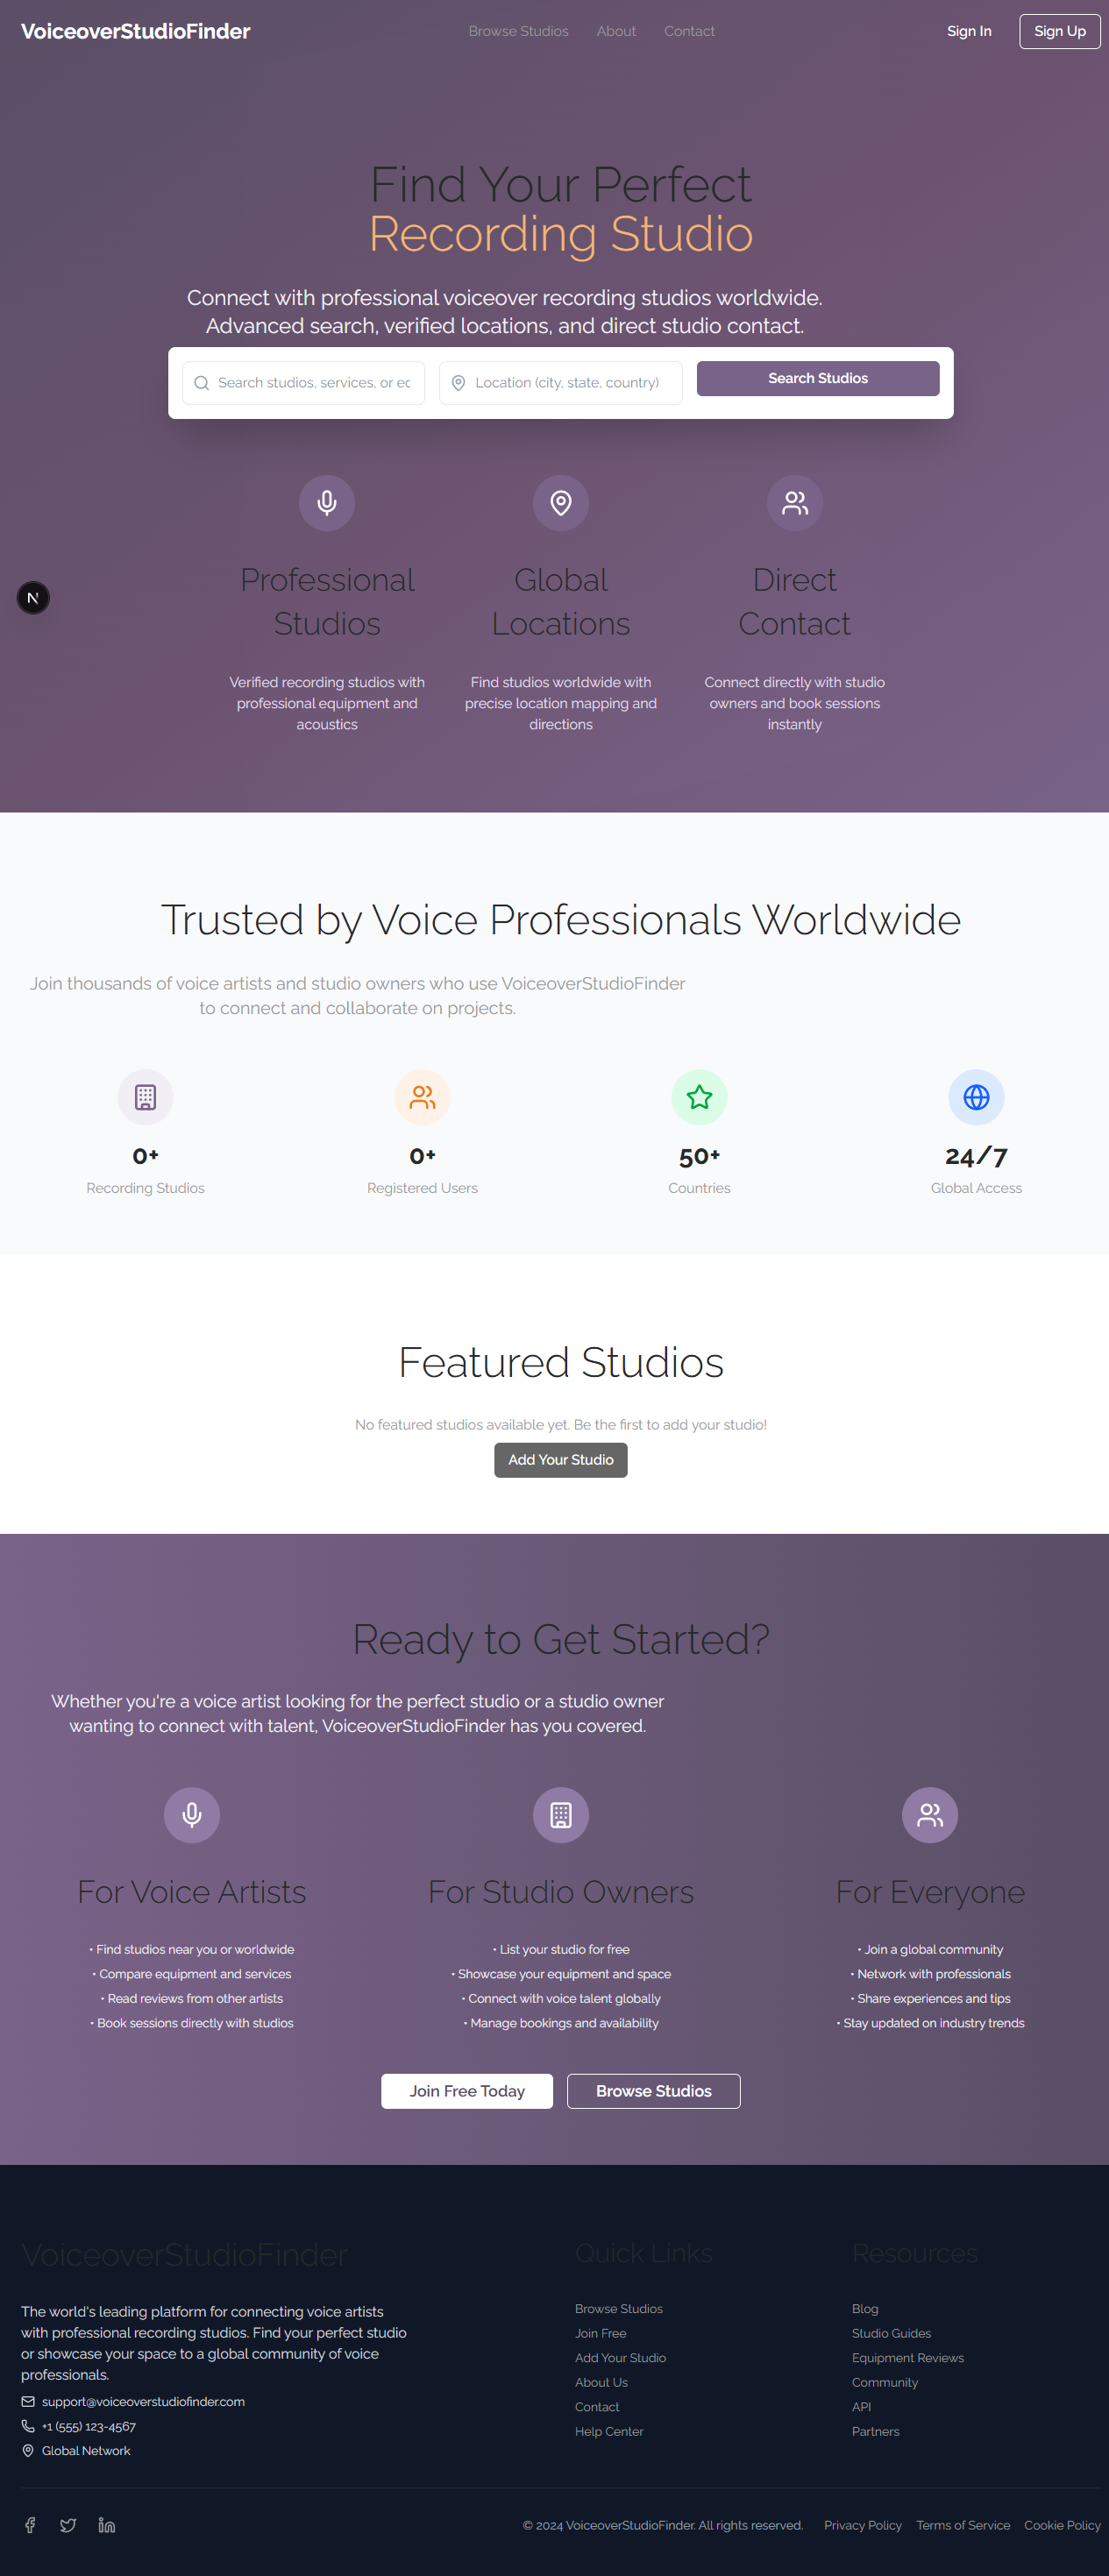 VoiceoverStudioFinder
Browse Studios
About
Contact
Sign In
Sign Up
Find Your Perfect
Recording Studio
Connect with professional voiceover recording studios worldwide.
Advanced search, verified locations, and direct studio contact.
Search studios, services, or ec
Location (city, state, country)
Search Studios
Professional
Studios
Verified recording studios with
professional equipment and
acoustics
Global
Locations
Find studios worldwide with
precise location mapping and
directions
Direct
Contact
Connect directly with studio
owners and book sessions
instantly
N
Trusted by Voice Professionals Worldwide
Join thousands of voice artists and studio owners who use VoiceoverStudioFinder
to connect and collaborate on projects.
0+
Recording Studios
0+
Registered Users
50+
Countries
24/7
Global Access
Featured Studios
No featured studios available yet. Be the first to add your studio!
Add Your Studio
Ready to Get Started?
Whether you're a voice artist looking for the perfect studio or a studio owner
wanting to connect with talent, VoiceoverStudioFinder has you covered.
For Voice Artists
• Find studios near you or worldwide
• Compare equipment and services
• Read reviews from other artists
• Book sessions directly with studios
For Studio Owners
• List your studio for free
• Showcase your equipment and space
• Connect with voice talent globally
• Manage bookings and availability
For Everyone
• Join a global community
• Network with professionals
• Share experiences and tips
• Stay updated on industry trends
Join Free Today
Browse Studios
VoiceoverStudioFinder
The world's leading platform for connecting voice artists
with professional recording studios. Find your perfect studio
or showcase your space to a global community of voice
professionals.
support@voiceoverstudiofinder.com
+1 (555) 123-4567
Global Network
Quick Links
Browse Studios
Join Free
Add Your Studio
About Us
Contact
Help Center
Resources
Blog
Studio Guides
Equipment Reviews
Community
API
Partners
© 2024 VoiceoverStudioFinder. All rights reserved.
Privacy Policy
Terms of Service
Cookie Policy